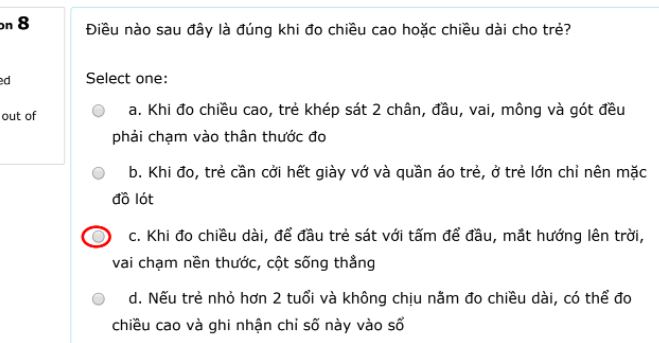 on 8
ed
out of
Điều nào sau đây là đúng khi đo chiều cao hoặc chiều dài cho trẻ?
Select one:
a. Khi đo chiều cao, trẻ khép sát 2 chân, đầu, vai, mông và gót đều
phải chạm vào thân thước đo
b. Khi đo, trẻ cần cởi hết giày vớ và quần áo trẻ, ở trẻ lớn chỉ nên mặc
đồ lót
c. Khi đo chiều dài, để đầu trẻ sát với tấm để đầu, mắt hướng lên trời,
vai chạm nền thước, cột sống thẳng
d. Nếu trẻ nhỏ hơn 2 tuổi và không chịu nằm đo chiều dài, có thể đo
chiều cao và ghi nhận chỉ số này vào sổ